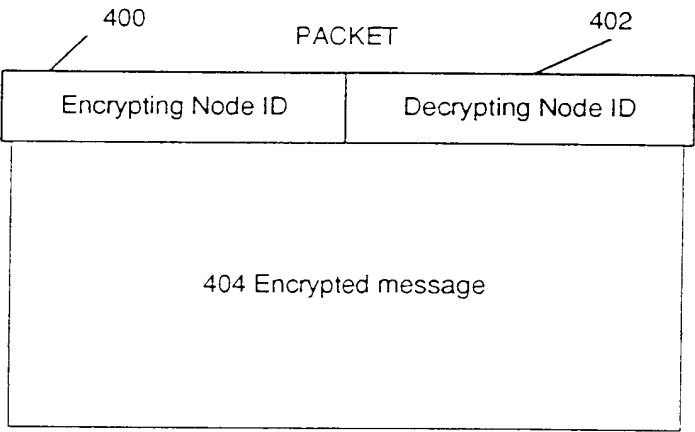 400
PACKET
402
Encrypting Node ID
Decrypting Node ID
404 Encrypted message